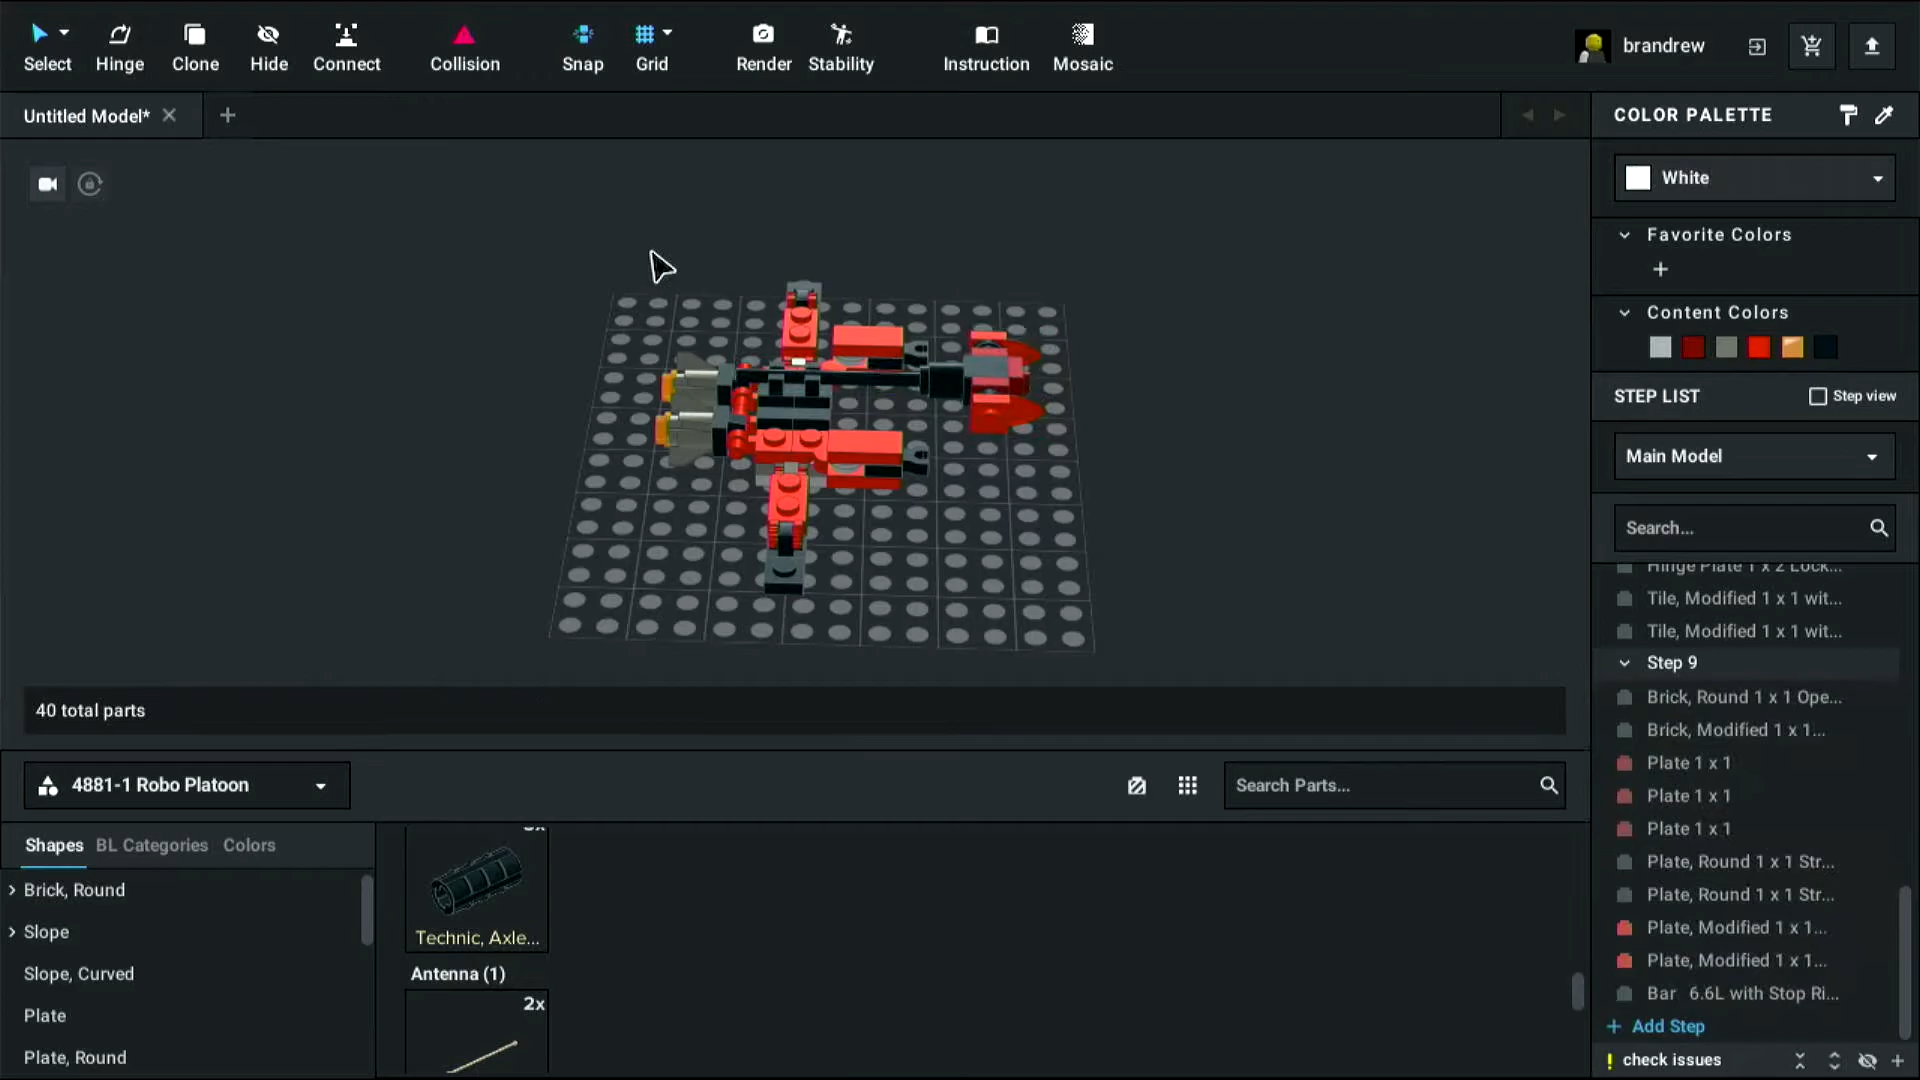 Select
Hinge
Clone
Hide
Connect
Collision
Snap
Grid
Render
Stability
Instruction
Mosaic
brandrew
Untitled Model*
COLOR PALETTE
White
Favorite Colors
Content Colors
STEP LIST
Step view
Main Model
Search...
Hinge Plate 1 x 2 Lock...
Tile, Modified 1 x 1 wit...
Tile, Modified 1 x 1 wit...
Step 9
Brick, Round 1 x 1 Ope...
Brick, Modified 1 x 1...
Plate 1 x 1
Plate 1 x 1
Plate 1 x 1
Plate, Round 1 x 1 Str...
Plate, Round 1 x 1 Str...
Plate, Modified 1 x 1...
Plate, Modified 1 x 1...
Bar 6.6L with Stop Ri...
+ Add Step
! check issues
40 total parts
4881-1 Robo Platoon
Search Parts...
Shapes
BL Categories
Colors
Brick, Round
Slope
Slope, Curved
Plate
Plate, Round
Technic, Axle...
Antenna (1)
2x